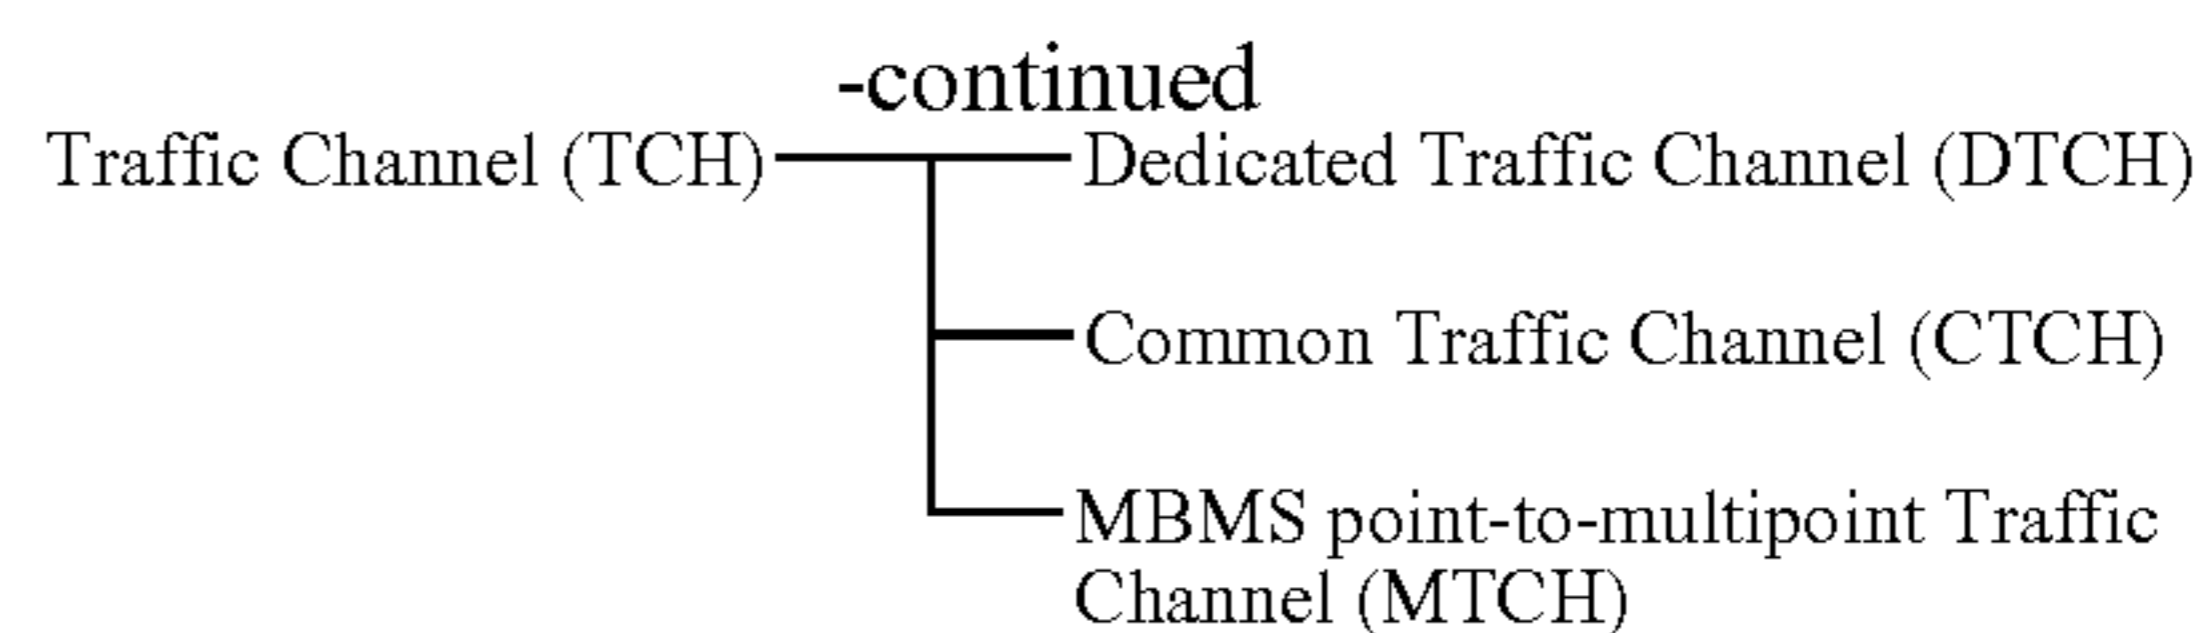 -continued
Traffic Channel (TCH) Dedicated Traffic Channel (DTCH)
Common Traffic Channel (CTCH)
MBMS point-to-multipoint Traffic
Channel (MTCH)